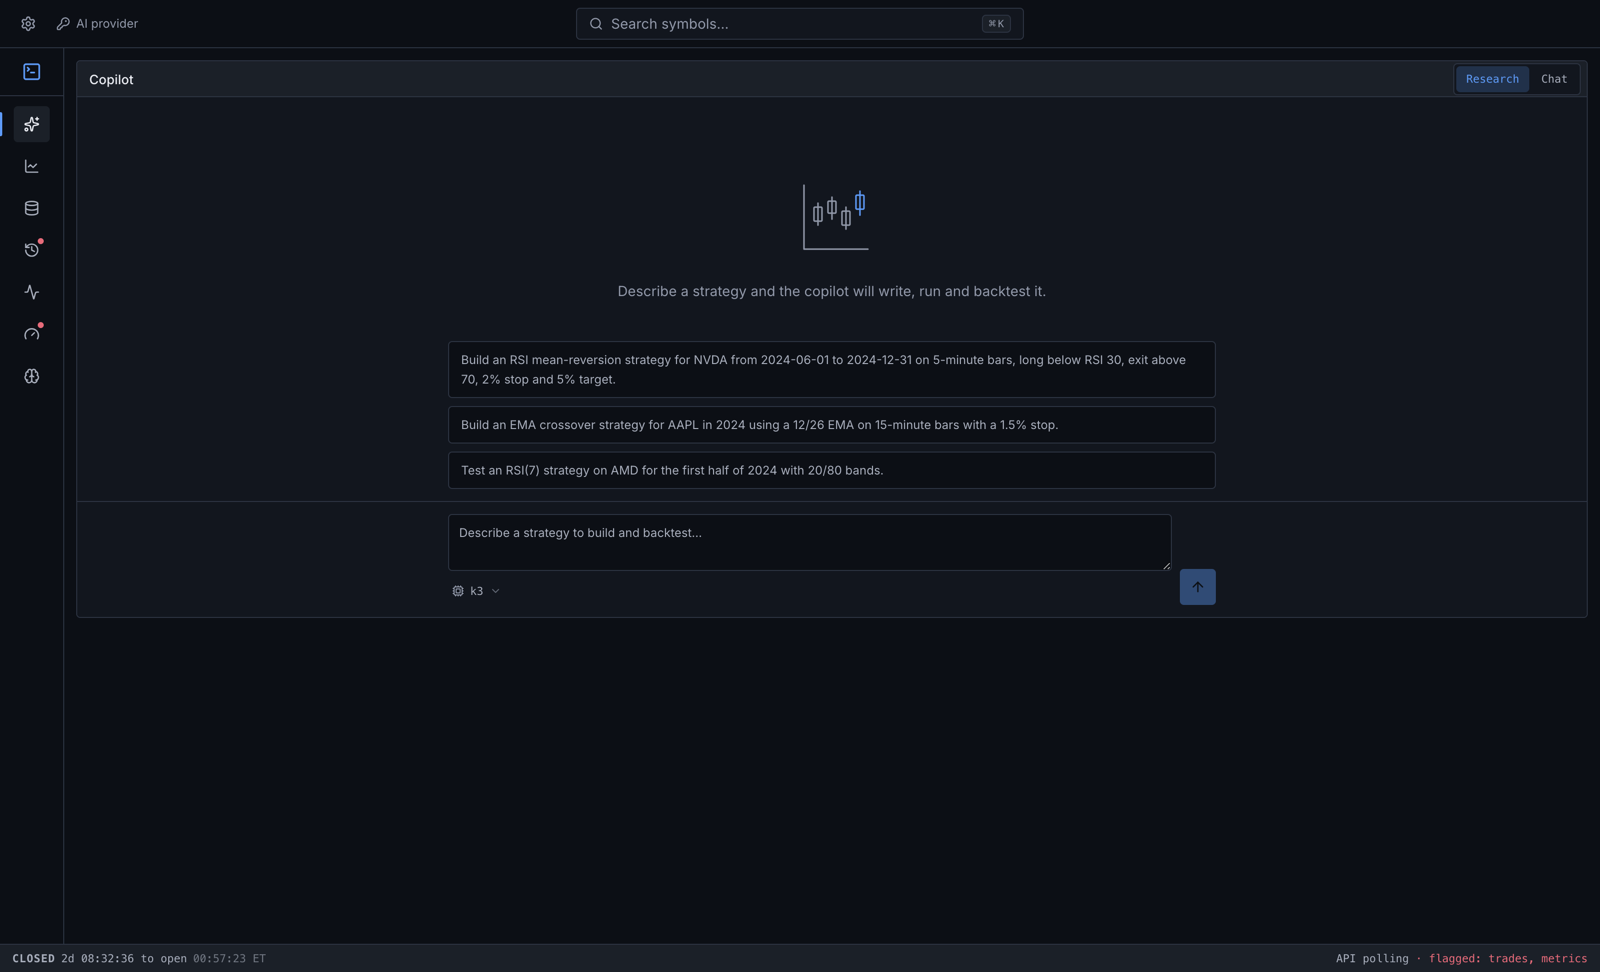 AI provider
Search symbols...
⌘K
Copilot
Research
Chat
Describe a strategy and the copilot will write, run and backtest it.
Build an RSI mean-reversion strategy for NVDA from 2024-06-01 to 2024-12-31 on 5-minute bars, long below RSI 30, exit above
70, 2% stop and 5% target.
Build an EMA crossover strategy for AAPL in 2024 using a 12/26 EMA on 15-minute bars with a 1.5% stop.
Test an RSI(7) strategy on AMD for the first half of 2024 with 20/80 bands.
Describe a strategy to build and backtest...
k3
CLOSED 2d 08:32:36 to open 00:57:23 ET
API polling · flagged: trades, metrics